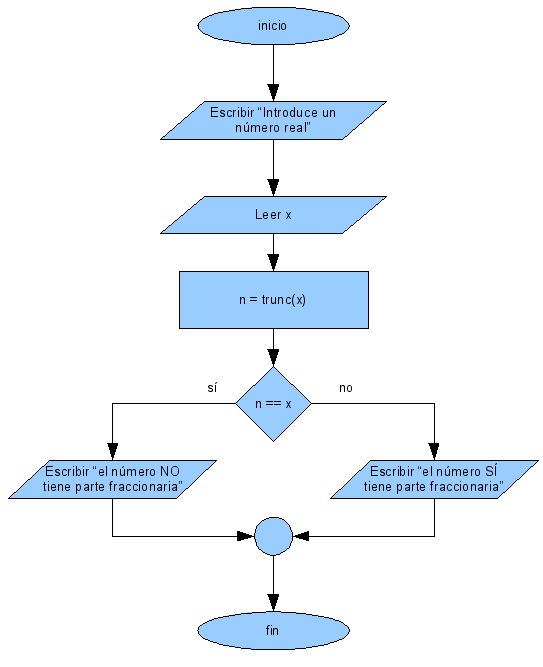 inicio
Escribir “Introduce un
número real”
Leer x
n = trunc(x)
sí
n == x
no
Escribir “el número NO
tiene parte fraccionaria”
Escribir “el número SÍ
tiene parte fraccionaria”
fin